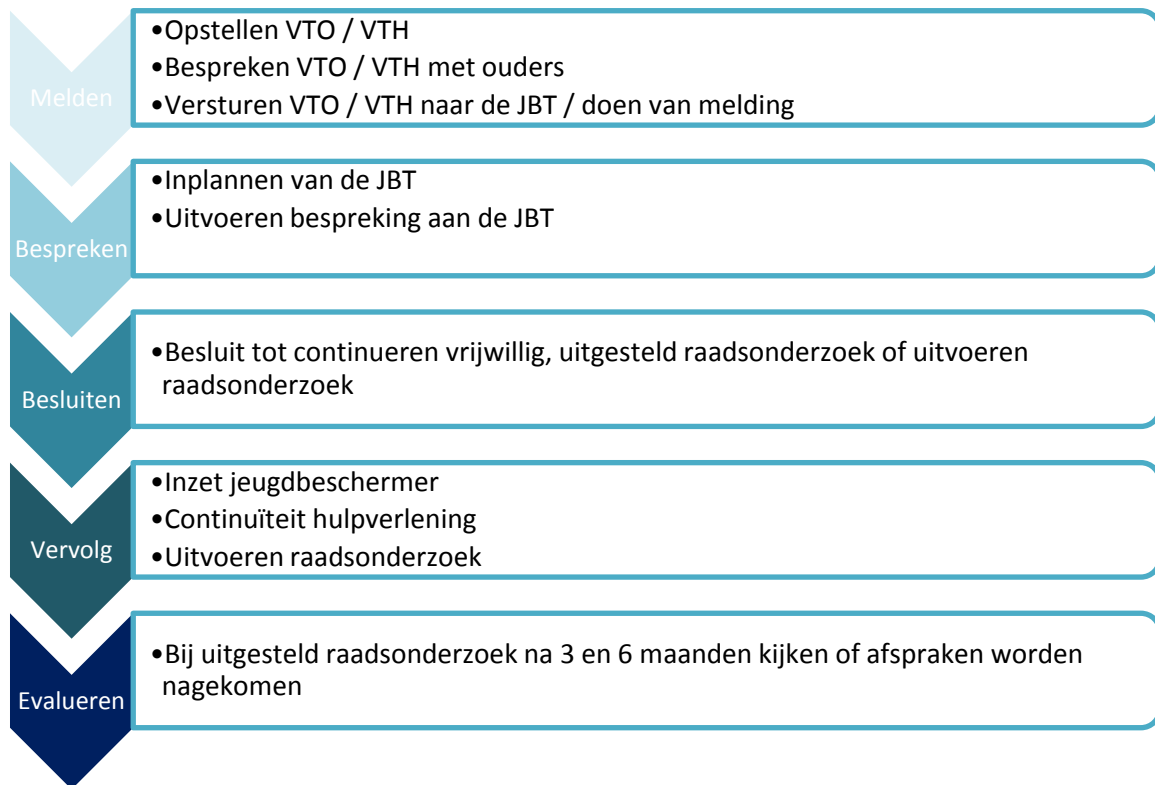 Melden
•Opstellen VTO / VTH
•Bespreken VTO / VTH met ouders
•Versturen VTO / VTH naar de JBT / doen van melding
Bespreken
•Inplannen van de JBT
•Uitvoeren bespreking aan de JBT
Besluiten
•Besluit tot continueren vrijwillig, uitgesteld raadsonderzoek of uitvoeren
raadsonderzoek
Vervolg
•Inzet jeugdbeschermer
•Continuïteit hulpverlening
•Uitvoeren raadsonderzoek
Evalueren
•Bij uitgesteld raadsonderzoek na 3 en 6 maanden kijken of afspraken worden
nagekomen